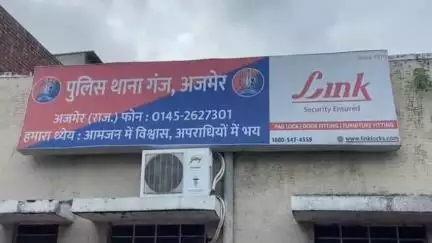 पुलिस थाना गंज, अजमेर
अजमेर (राज.) फोन : 0145-2627301
हमारा ध्येय : आमजन में विश्वास, अपराधियों में भय
Link
Security Ensured
PAD LOCK | DOOR FITTING | FURNITURE FITTING
1800-547-4559
www.linklocks.com